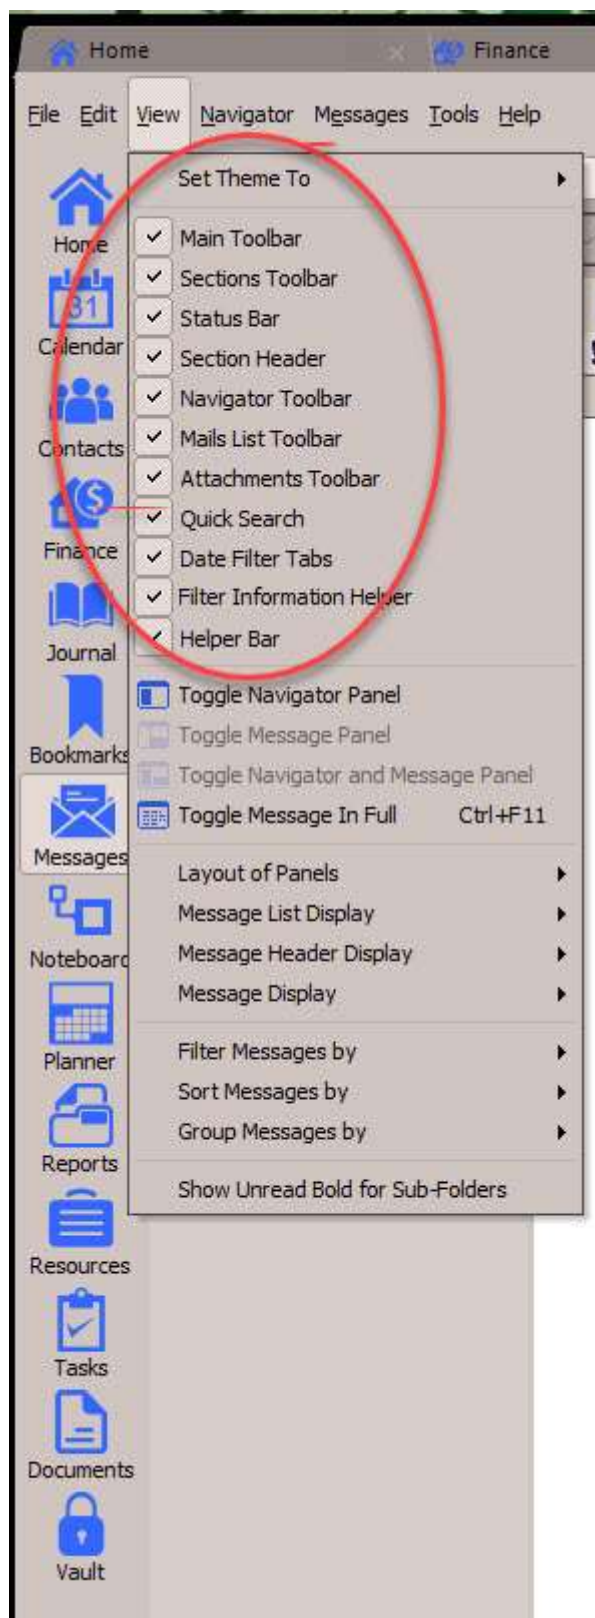 Home
Finance
File Edit View Navigator Messages Tools Help
Home
31
Calendar
Contacts
Finance
Journal
Bookmarks
Messages
Noteboard
Planner
Reports
Resources
Tasks
Documents
Vault
Set Theme To
Main Toolbar
Sections Toolbar
Status Bar
Section Header
Navigator Toolbar
Mails List Toolbar
Attachments Toolbar
Quick Search
Date Filter Tabs
Filter Information Helper
Helper Bar
Toggle Navigator Panel
Toggle Message Panel
Toggle Navigator and Message Panel
Toggle Message In Full Ctrl+F11
Layout of Panels
Message List Display
Message Header Display
Message Display
Filter Messages by
Sort Messages by
Group Messages by
Show Unread Bold for Sub-Folders